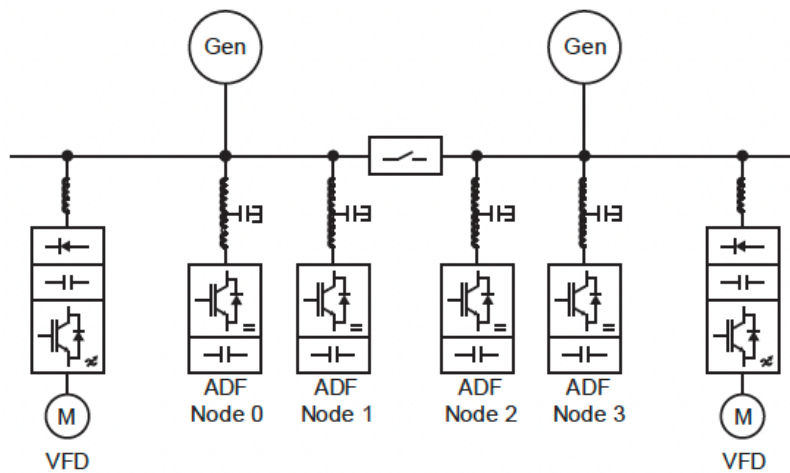 Gen
Gen
M
VFD
ADF
Node 0
ADF
Node 1
ADF
Node 2
ADF
Node 3
M
VFD